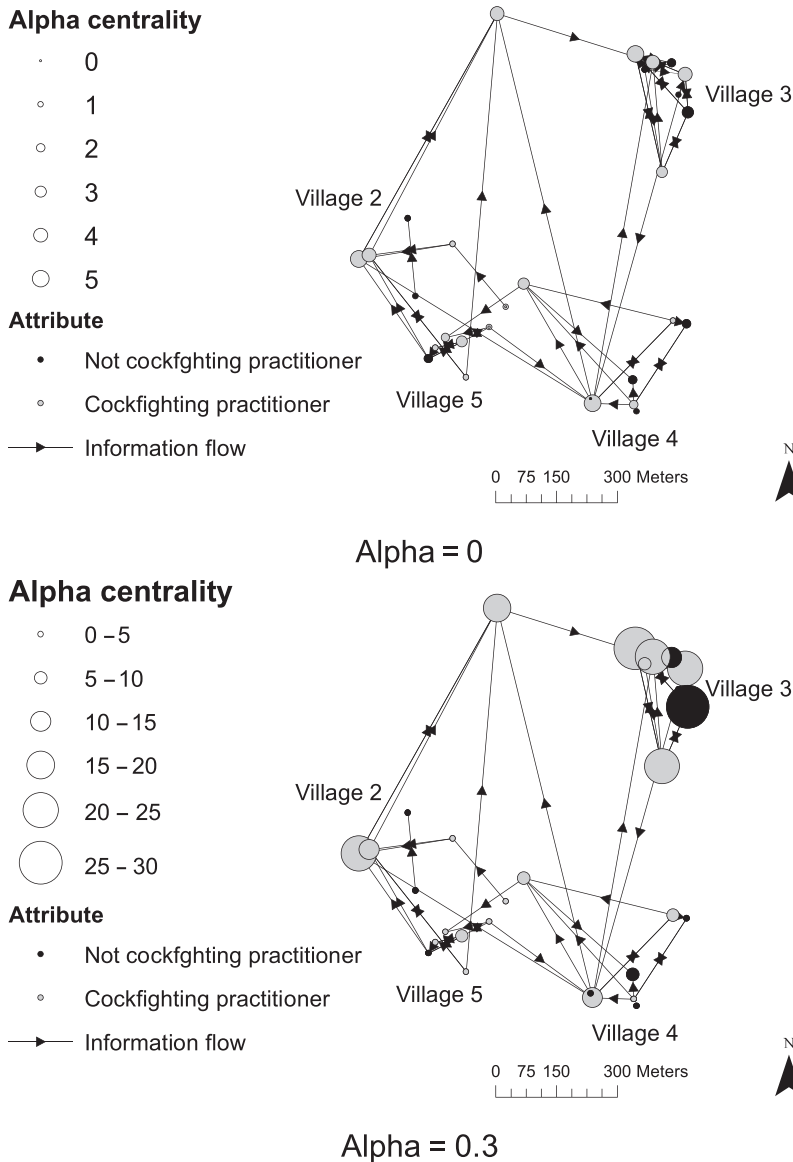 Alpha centrality
0
1
2
3
4
5
Attribute
Not cockfghting practitioner
Cockfighting practitioner
Information flow
Village 2
Village 3
Village 5
Village 4
0 75 150 300 Meters
N
Alpha = 0
Alpha centrality
0 – 5
5 – 10
10 – 15
15 – 20
20 – 25
25 – 30
Attribute
Not cockfghting practitioner
Cockfighting practitioner
Information flow
Village 3
Village 2
Village 5
Village 4
0 75 150 300 Meters
N
Alpha = 0.3